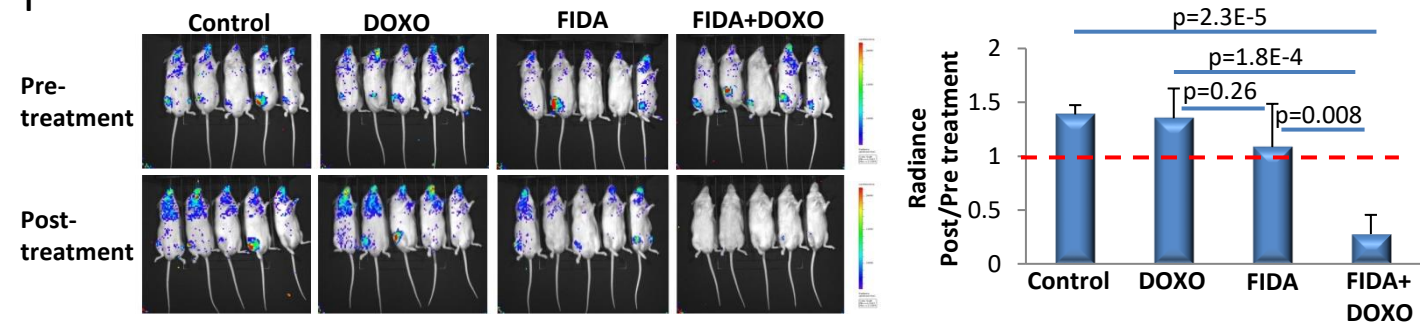 Control
DOXO
FIDA
FIDA+DOXO
Pre-
treatment
Post-
treatment
p=2.3E-5
p=1.8E-4
p=0.26
p=0.008
Radiance
Post/Pre treatment
2
1.5
1
0.5
0
Control
DOXO
FIDA
FIDA+
DOXO